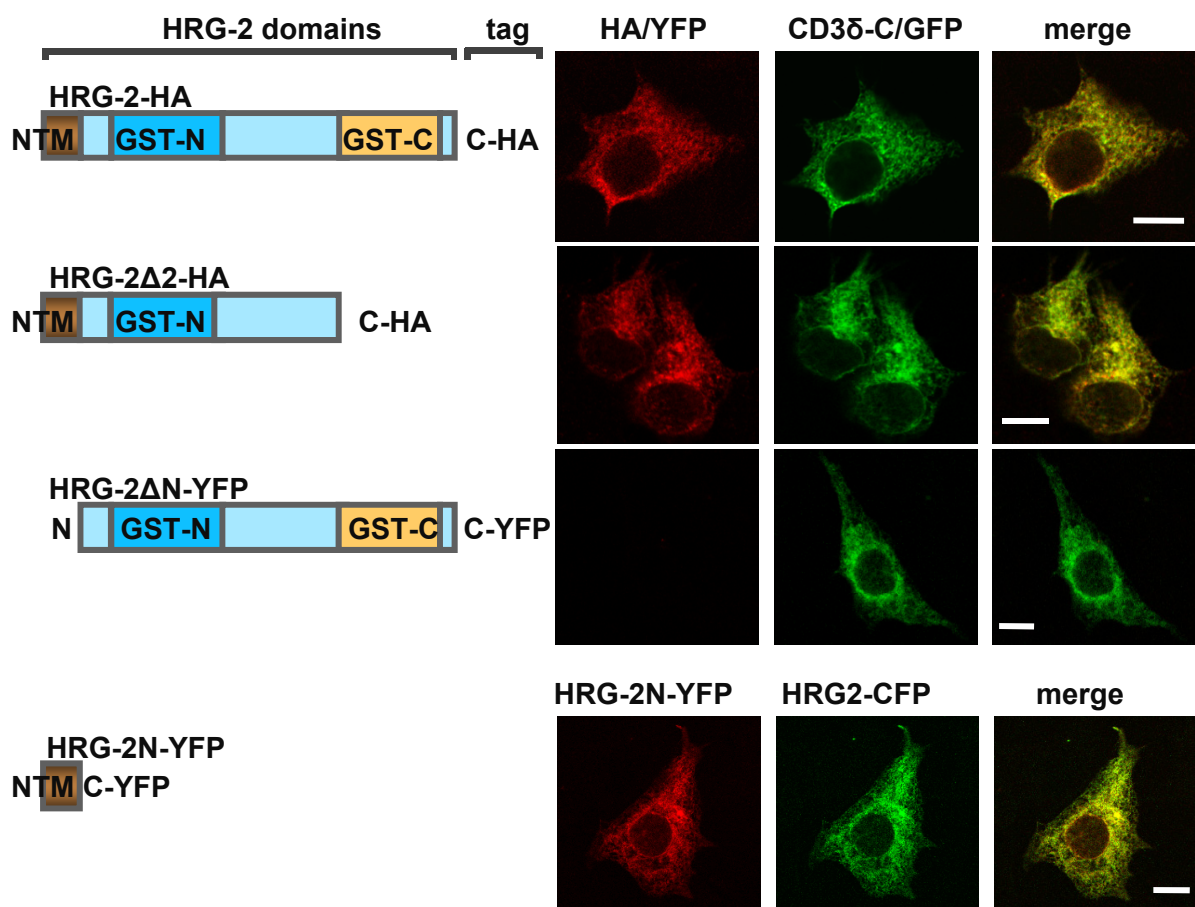 HRG-2 domains tag HA/YFP CD3δ-C/GFP merge
HRG-2-HA
NTM GST-N GST-C C-HA
HRG-2Δ2-HA
NTM GST-N C-HA
HRG-2ΔN-YFP
N GST-N GST-C C-YFP
HRG-2N-YFP HRG2-CFP merge
HRG-2N-YFP
NTM C-YFP